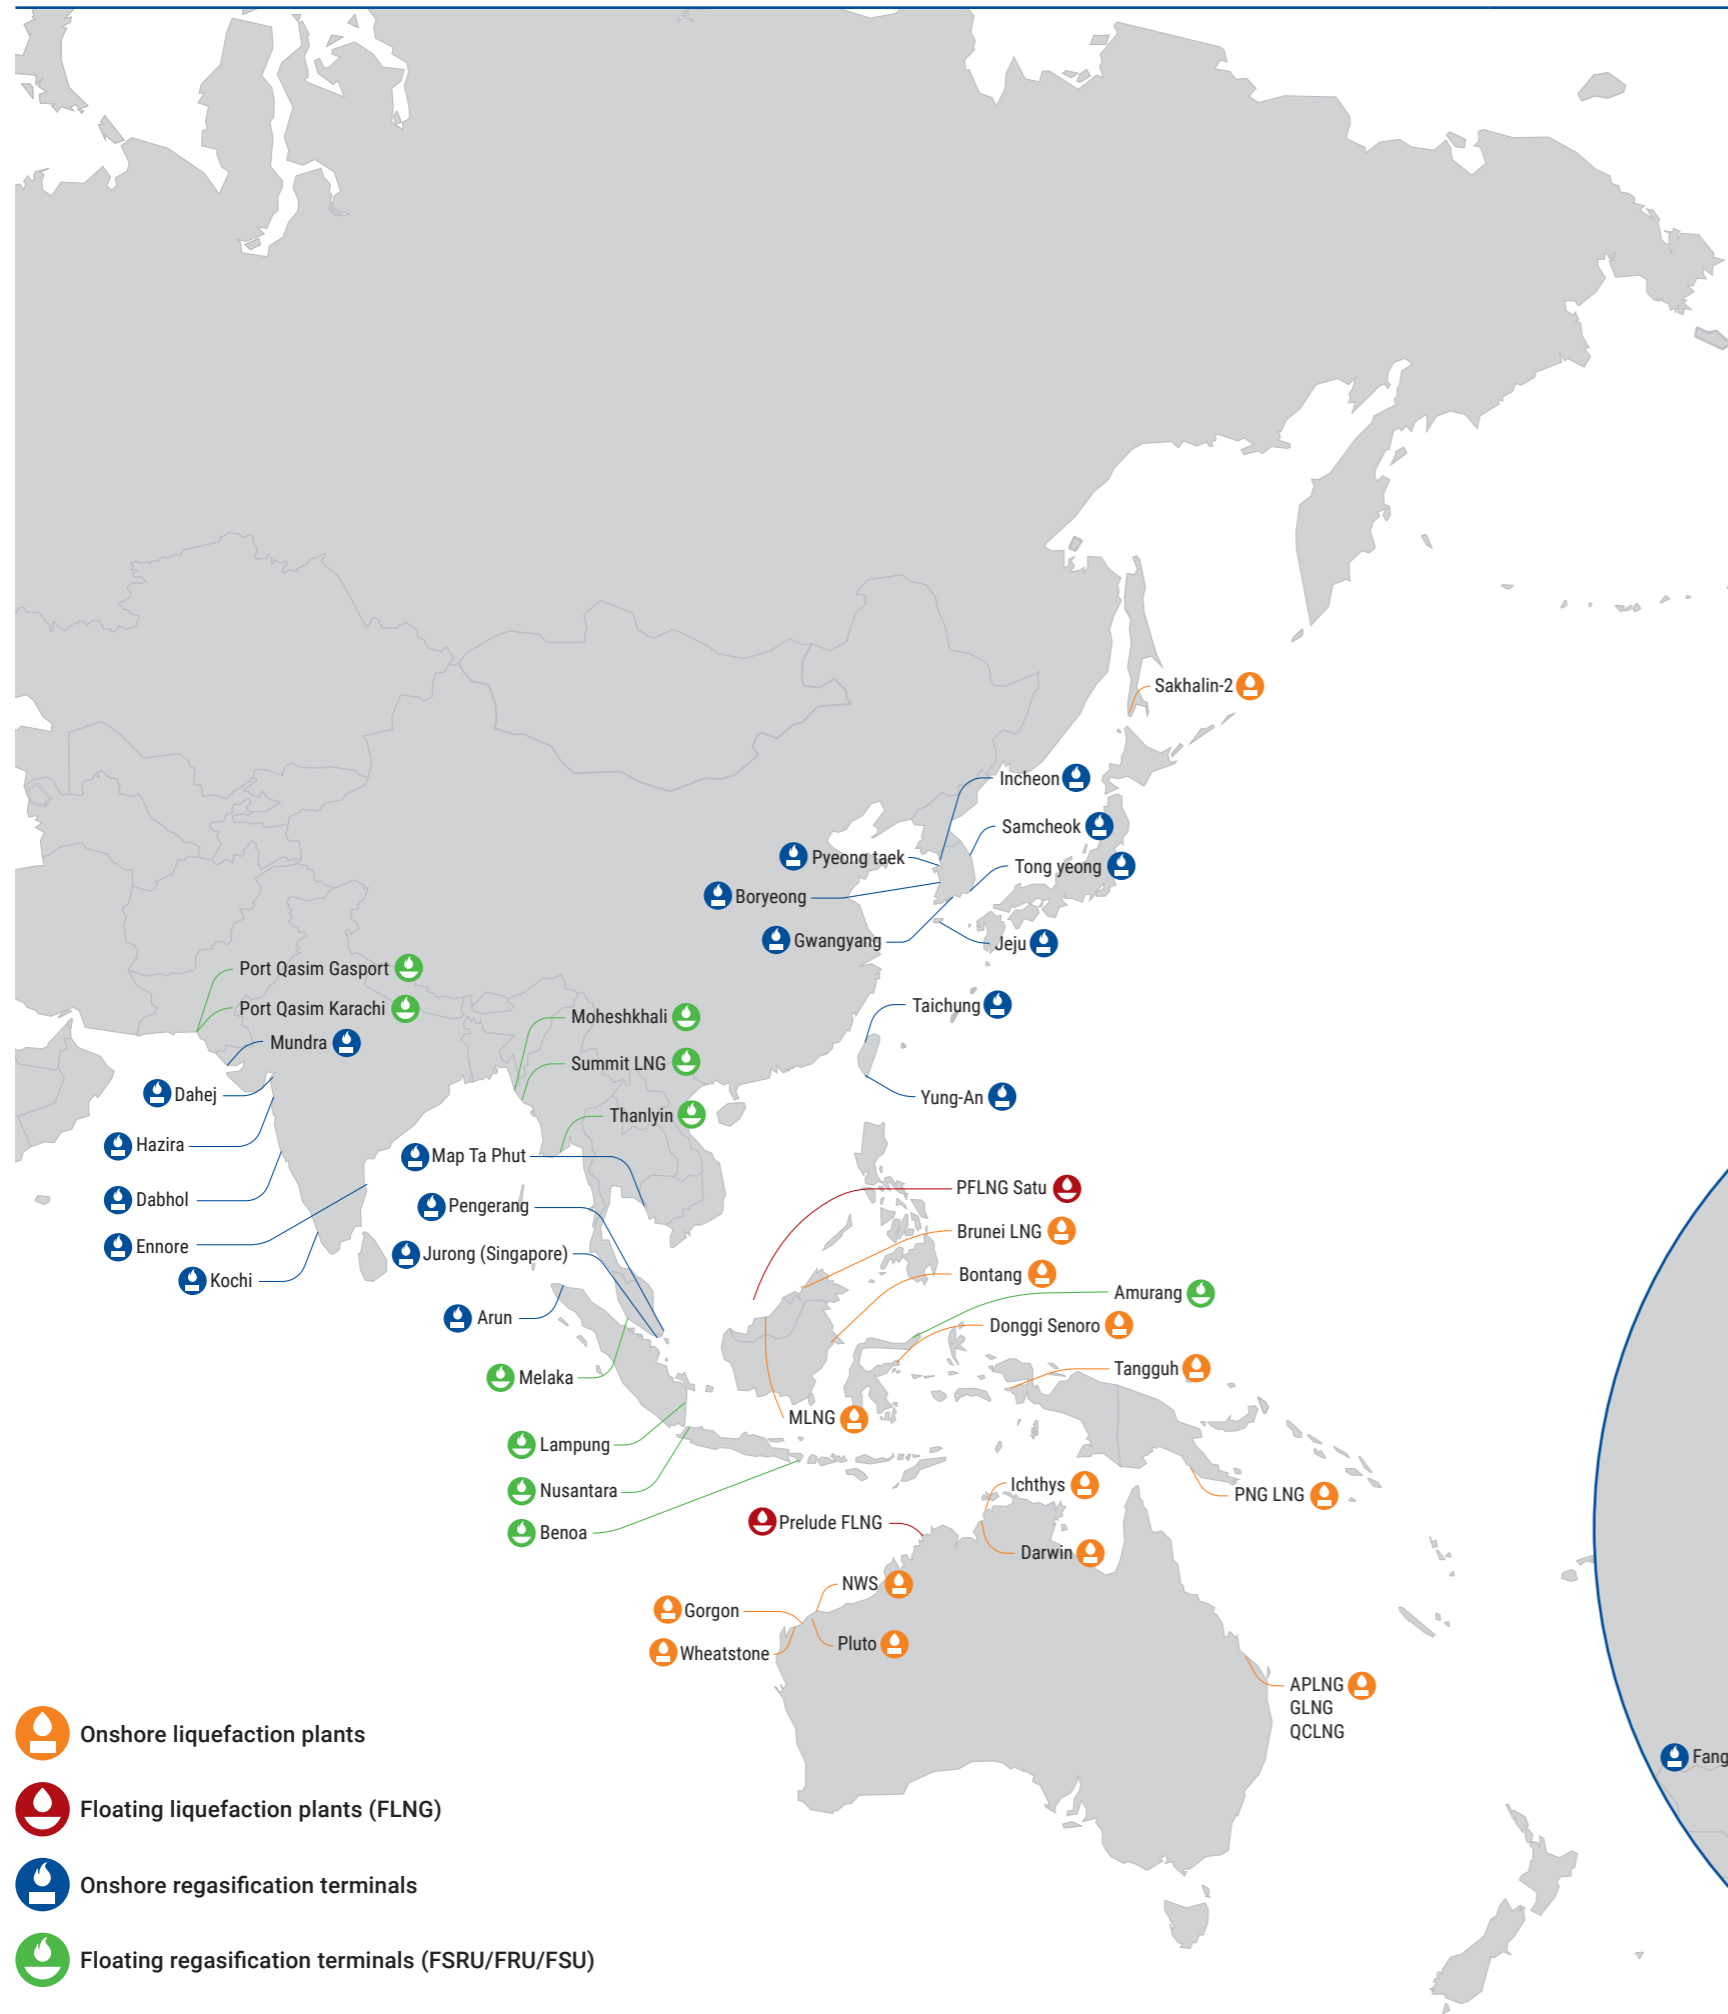 Sakhalin-2
Incheon
Samcheok
Pyeong taek
Tong yeong
Boryeong
Gwangyang
Jeju
Port Qasim Gasport
Port Qasim Karachi
Mundra
Moheshkhali
Taichung
Summit LNG
Dahej
Yung-An
Thanlyin
Hazira
Map Ta Phut
Dabhol
Pengerang
PFLNG Satu
Ennore
Jurong (Singapore)
Brunei LNG
Kochi
Bontang
Amurang
Arun
Donggi Senoro
Melaka
Tangguh
MLNG
Lampung
Nusantara
Ichthys
PNG LNG
Benoa
Prelude FLNG
Darwin
NWS
Gorgon
Pluto
Wheatstone
APLNG
GLNG
QCLNG
Fang
Onshore liquefaction plants
Floating liquefaction plants (FLNG)
Onshore regasification terminals
Floating regasification terminals (FSRU/FRU/FSU)